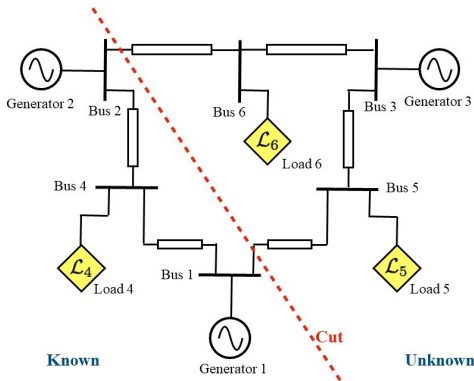 Generator 2
Bus 2
Bus 6
Bus 3
Generator 3
ℒ6
Load 6
Bus 4
Bus 5
ℒ4
Load 4
Bus 1
ℒ5
Load 5
Cut
Known
Generator 1
Unknown